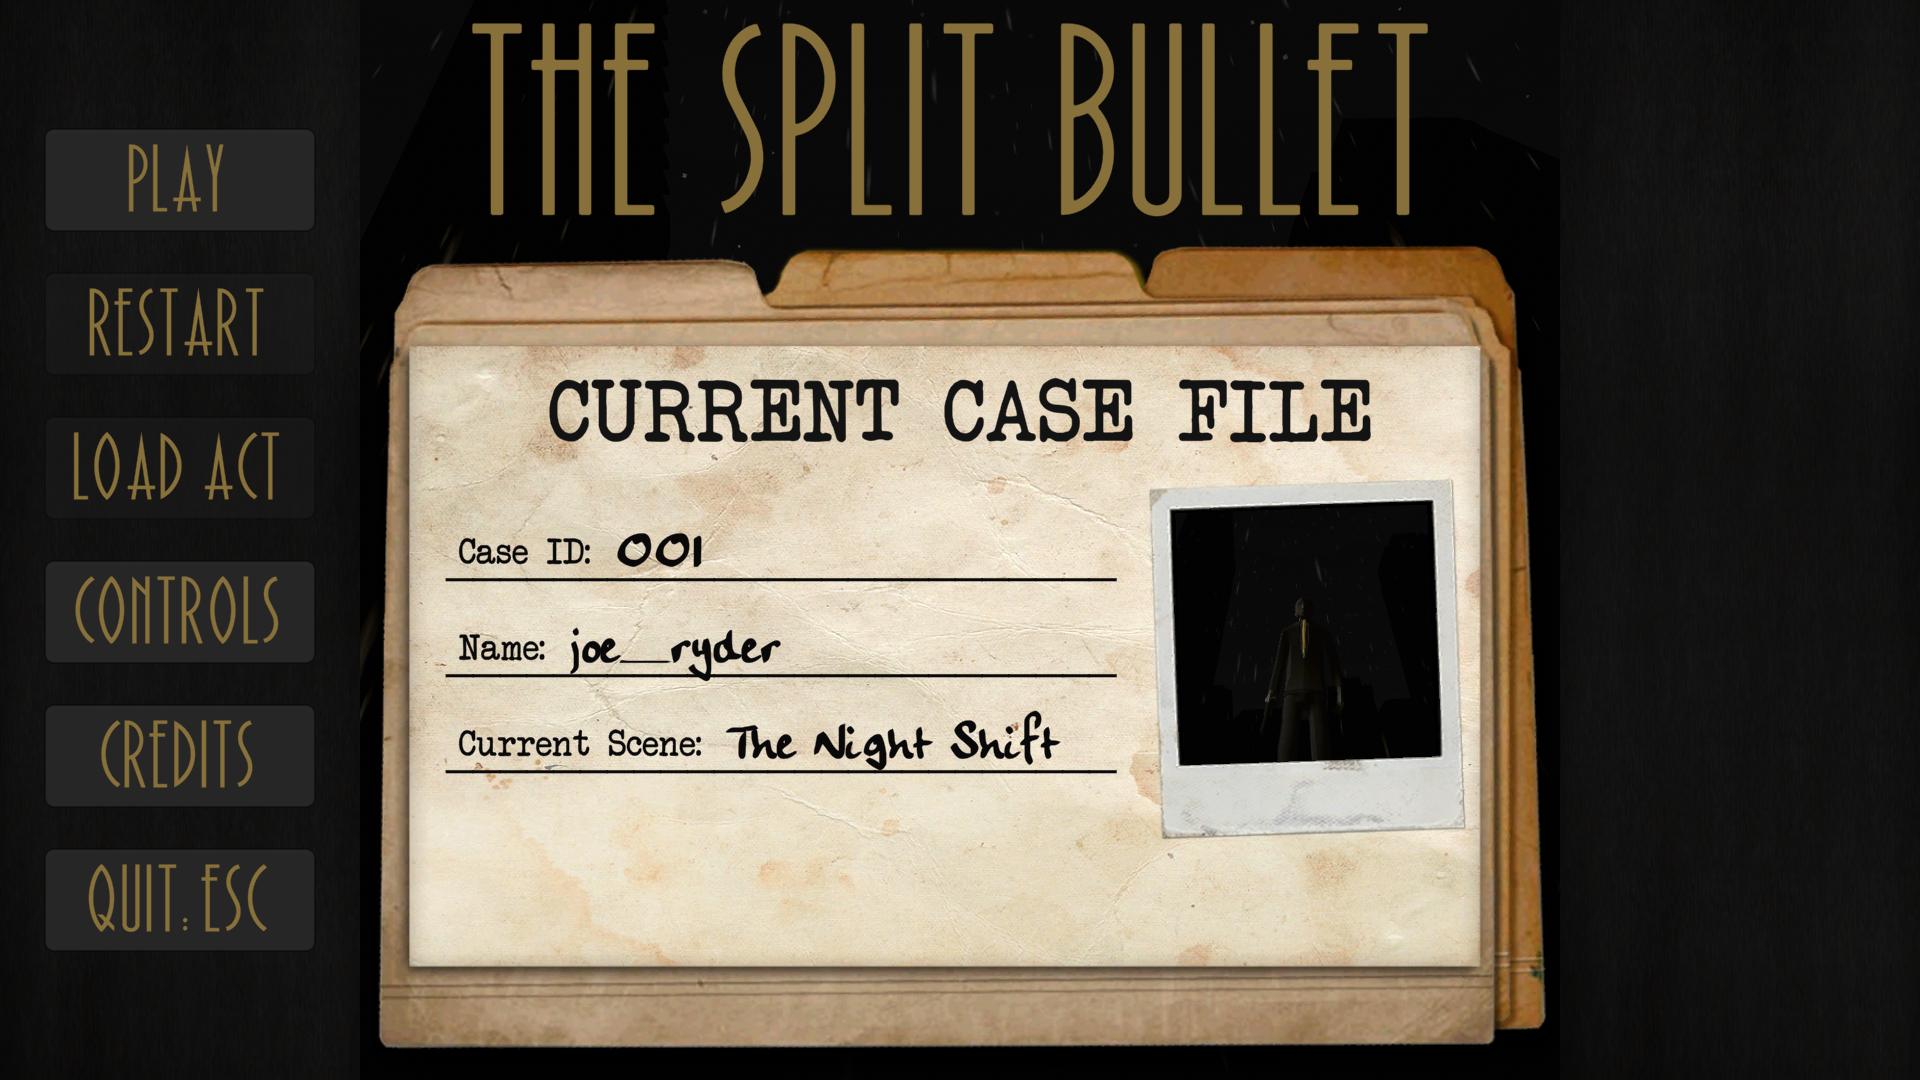 THE SPLIT BULLET
PLAY
RESTART
LOAD ACT
CONTROLS
CREDITS
QUIT: ESC
CURRENT CASE FILE
Case ID: 001
Name: joe__ryder
Current Scene: The Night Shift